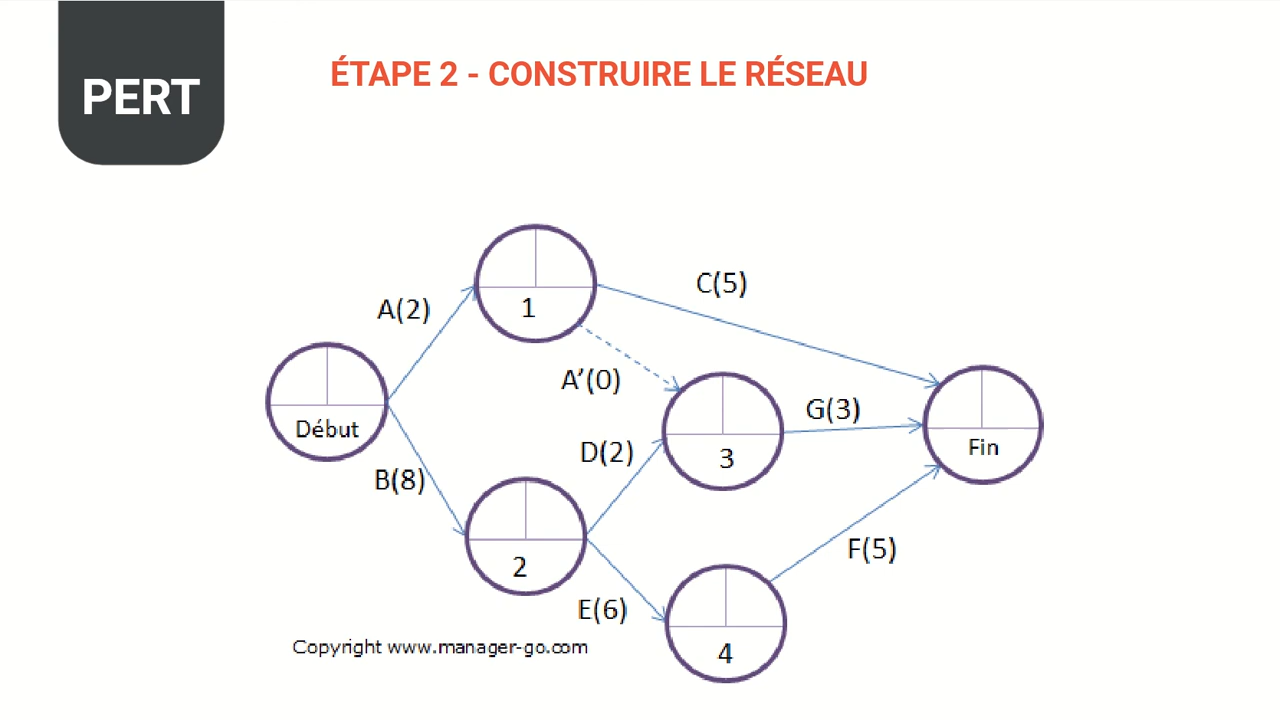 PERT
ÉTAPE 2 - CONSTRUIRE LE RÉSEAU
C(5)
A(2)
1
A’(0)
G(3)
Début
Fin
D(2)
3
B(8)
F(5)
2
E(6)
Copyright www.manager-go.com
4